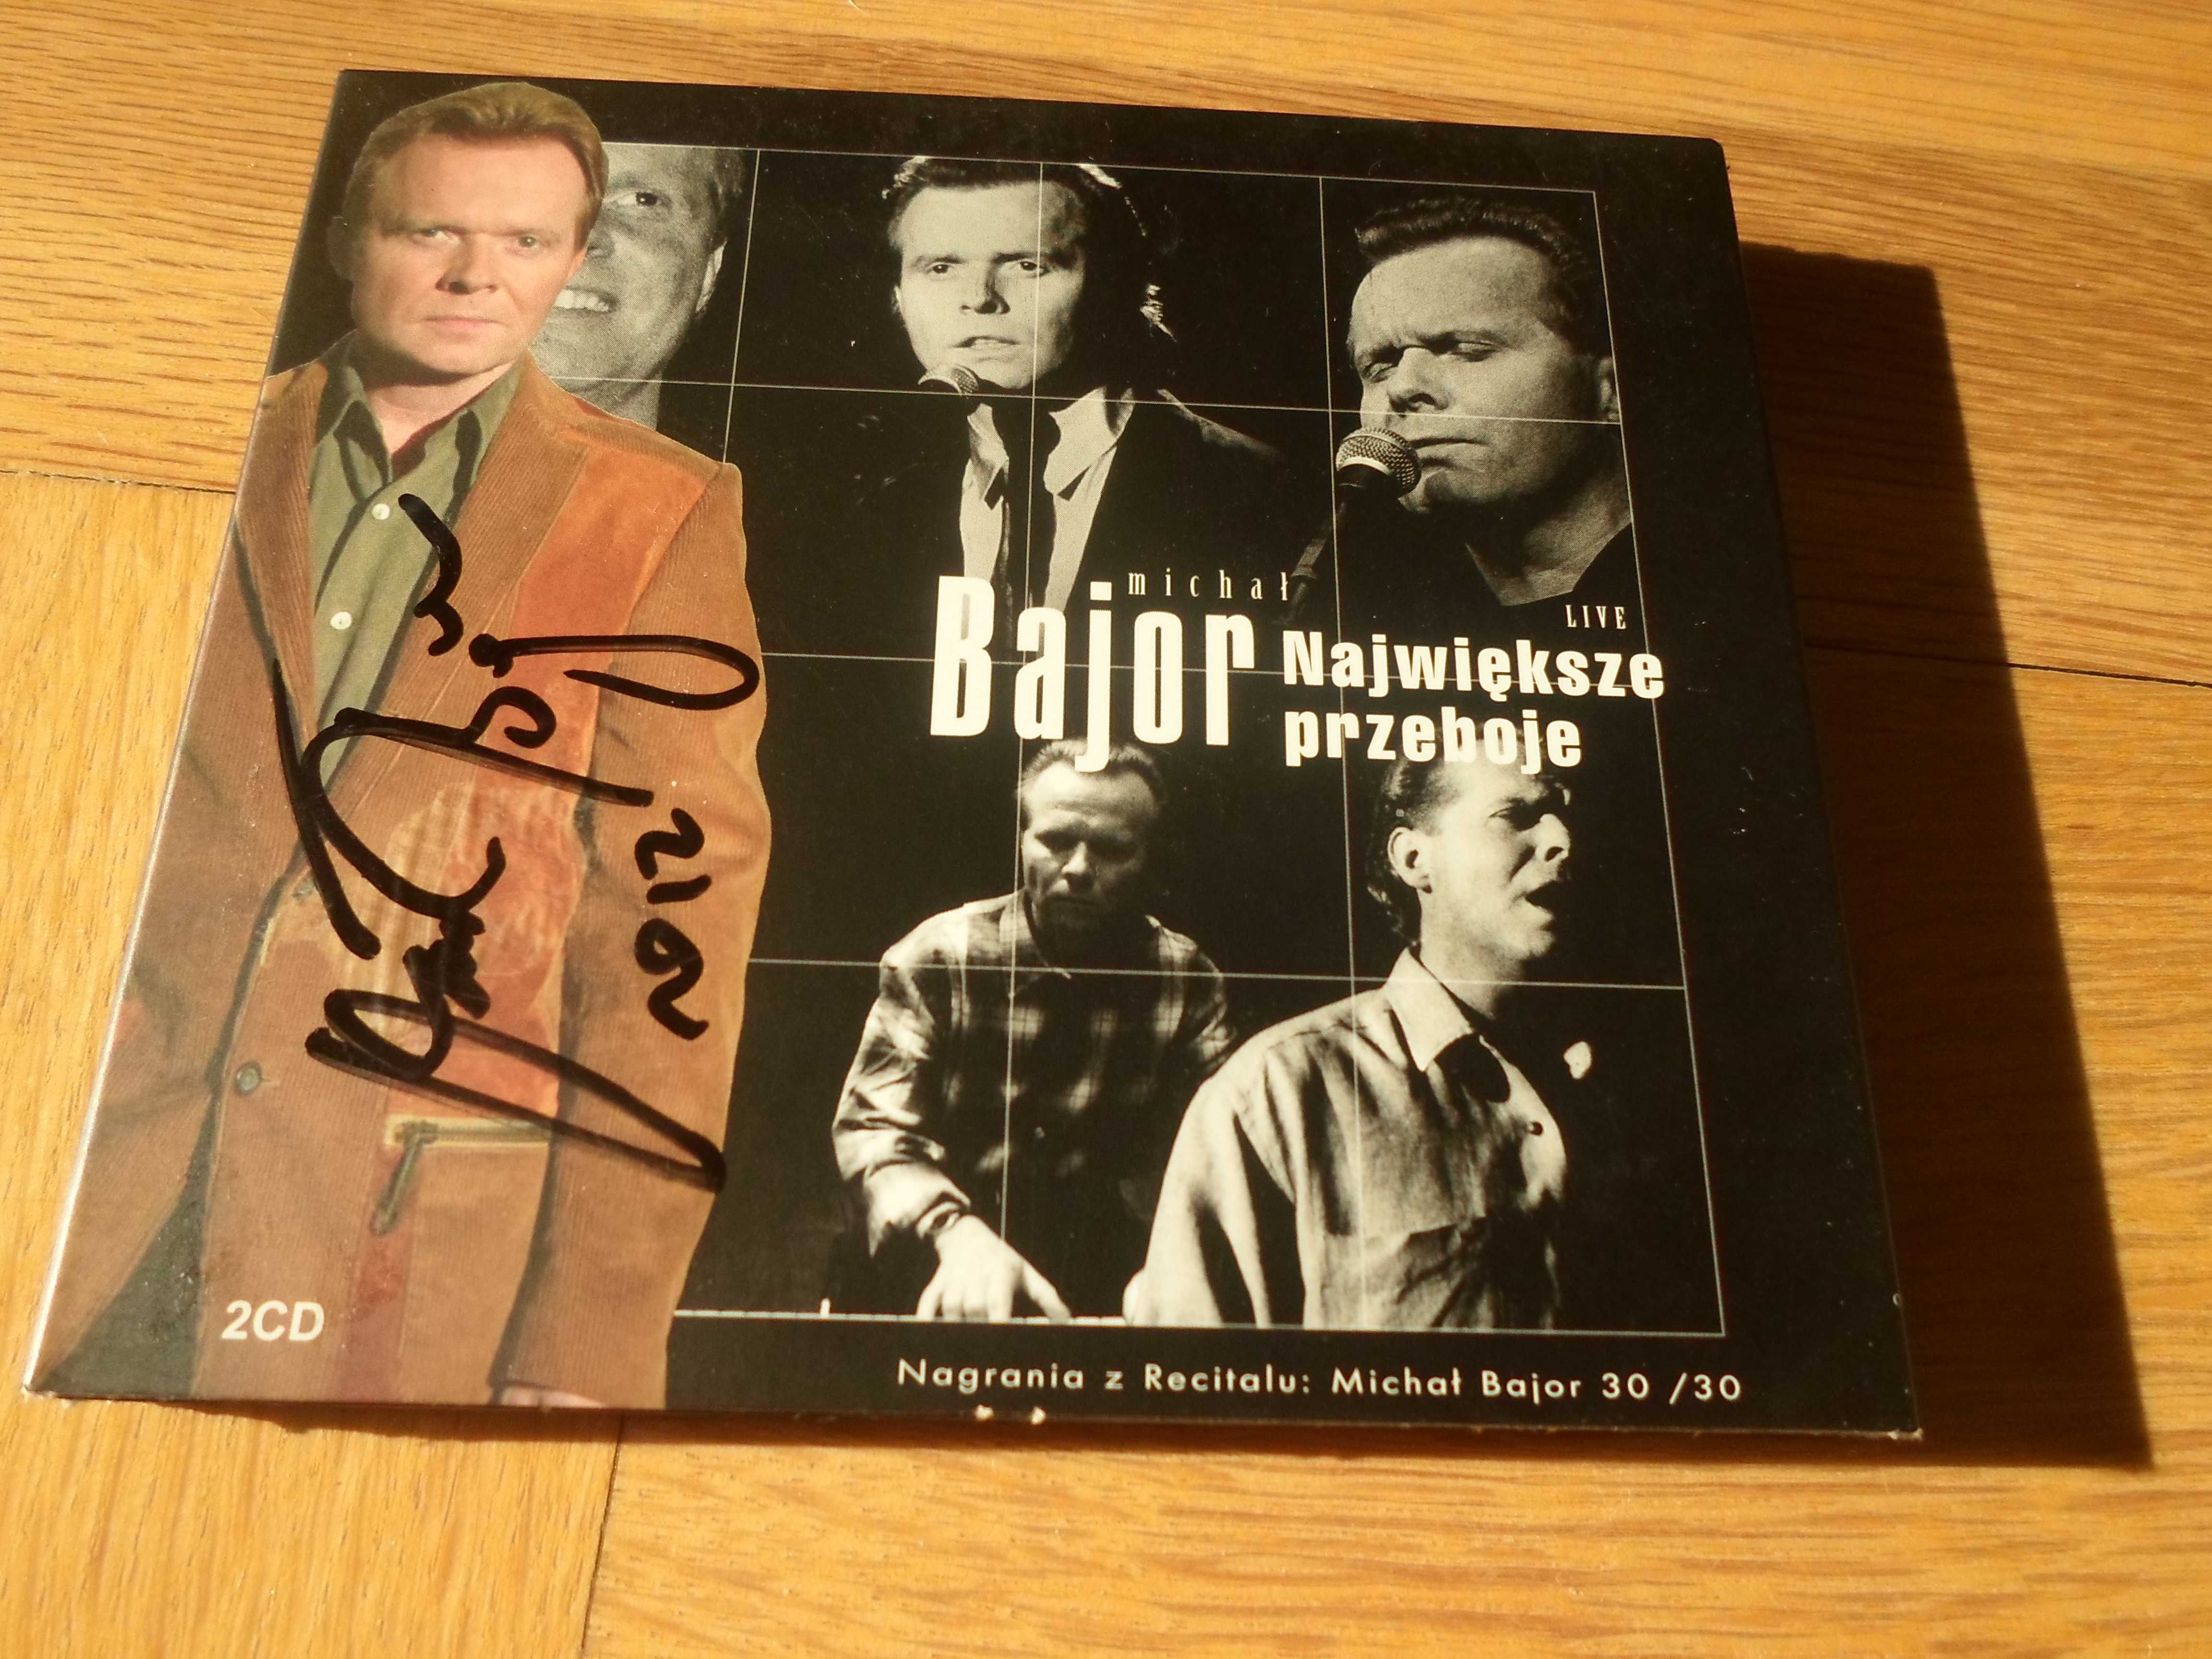 michał
Bajor
LIVE
Największe
przeboje
2012
2CD
Nagrania z Recitalu: Michał Bajor 30 /30